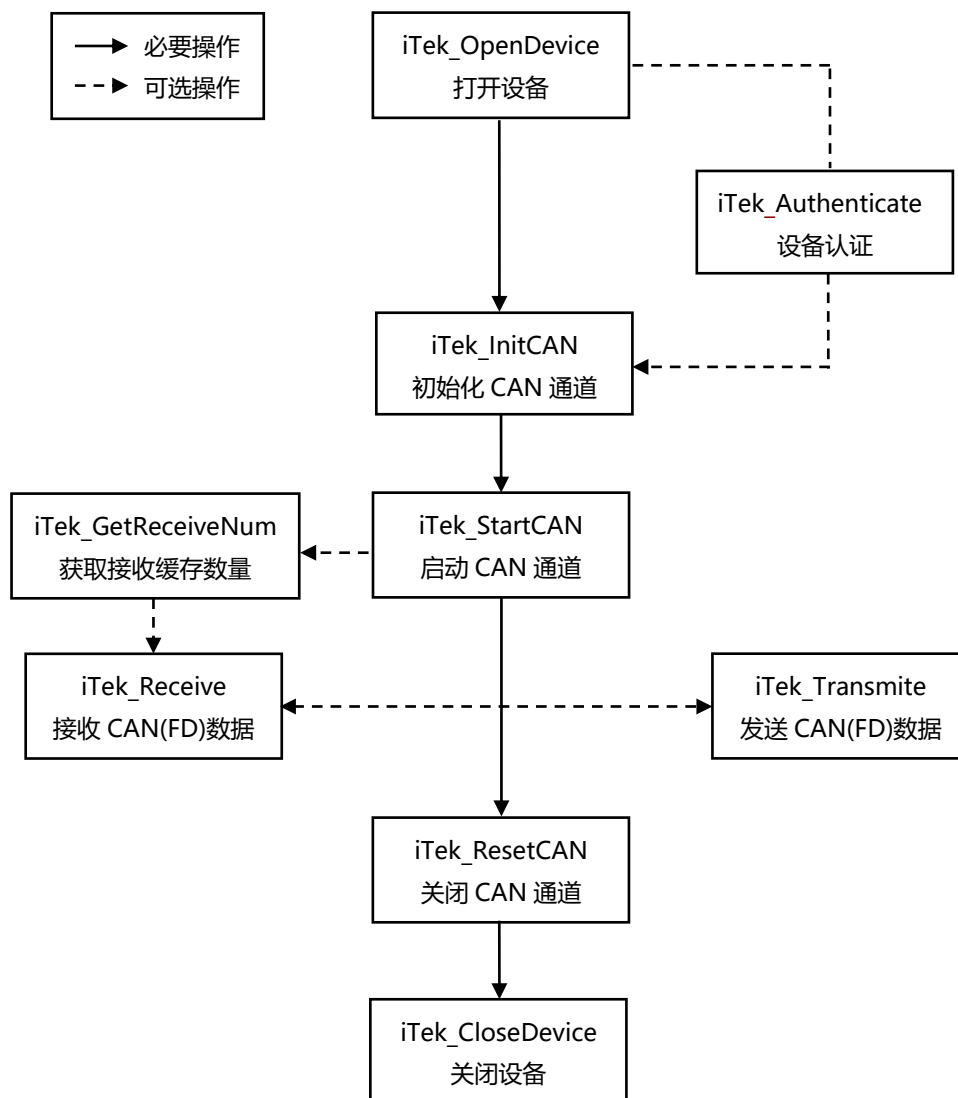 必要操作
可选操作
iTek_OpenDevice
打开设备
iTek_Authenticate
设备认证
iTek_InitCAN
初始化 CAN 通道
iTek_StartCAN
启动 CAN 通道
iTek_GetReceiveNum
获取接收缓存数量
iTek_Receive
接收 CAN(FD)数据
iTek_Transmite
发送 CAN(FD)数据
iTek_ResetCAN
关闭 CAN 通道
iTek_CloseDevice
关闭设备